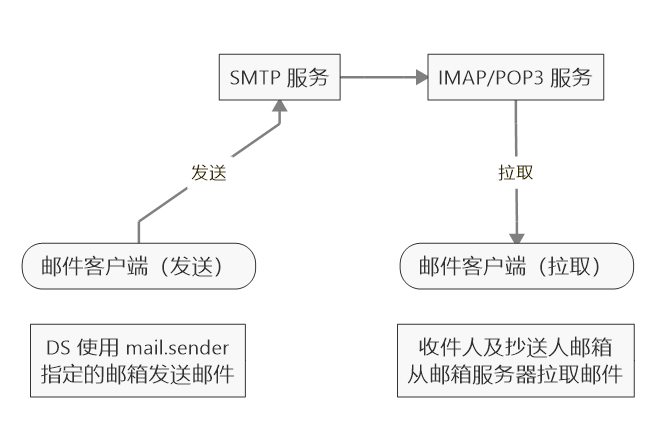 SMTP 服务
IMAP/POP3 服务
发送
拉取
邮件客户端（发送）
邮件客户端（拉取）
DS 使用 mail.sender
指定的邮箱发送邮件
收件人及抄送人邮箱
从邮箱服务器拉取邮件